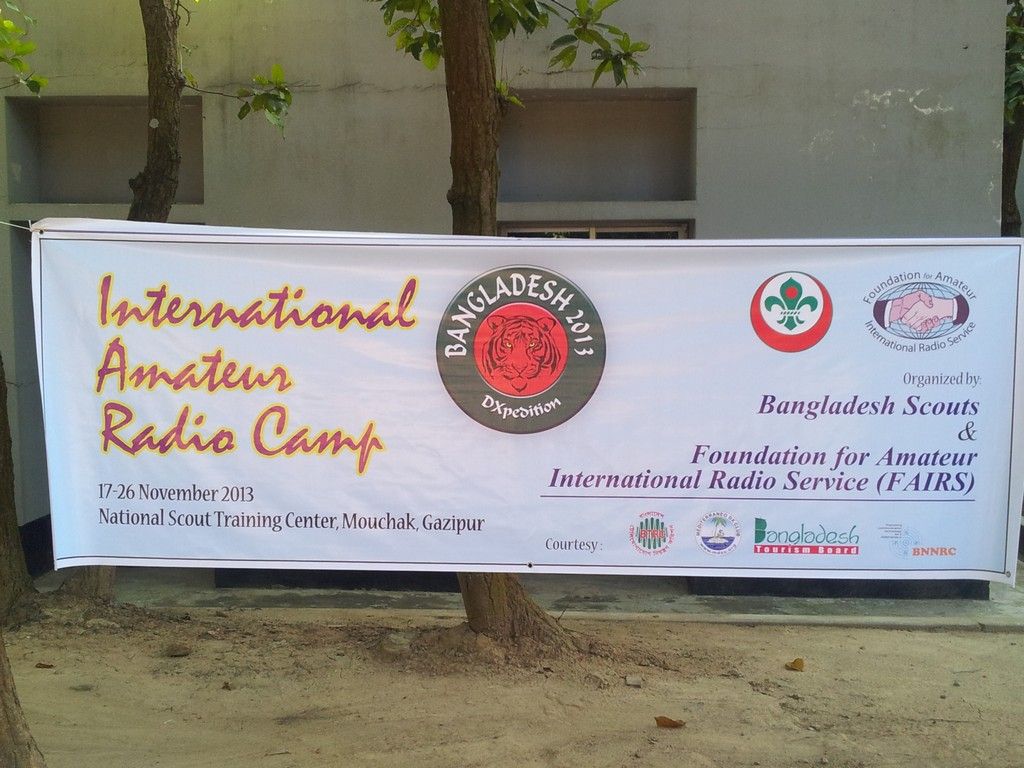 International
Amateur
Radio Camp
17-26 November 2013
National Scout Training Center, Mouchak, Gazipur
BANGLADESH 2013
DXpedition
Foundation for Amateur
International Radio Service
Organized by:
Bangladesh Scouts
&
Foundation for Amateur
International Radio Service (FAIRS)
Courtesy :
BTRC
Bangladesh
Tourism Board
BNNRC